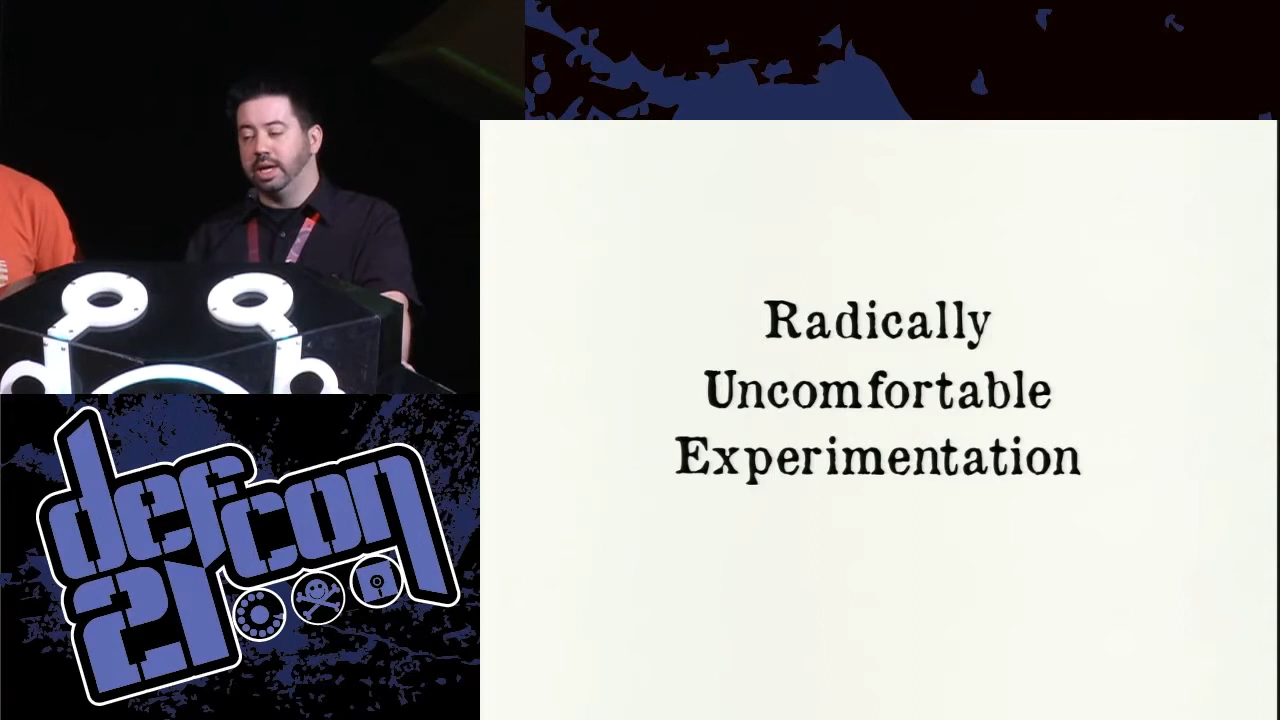 Radically
Uncomfortable
Experimentation
defcon
21